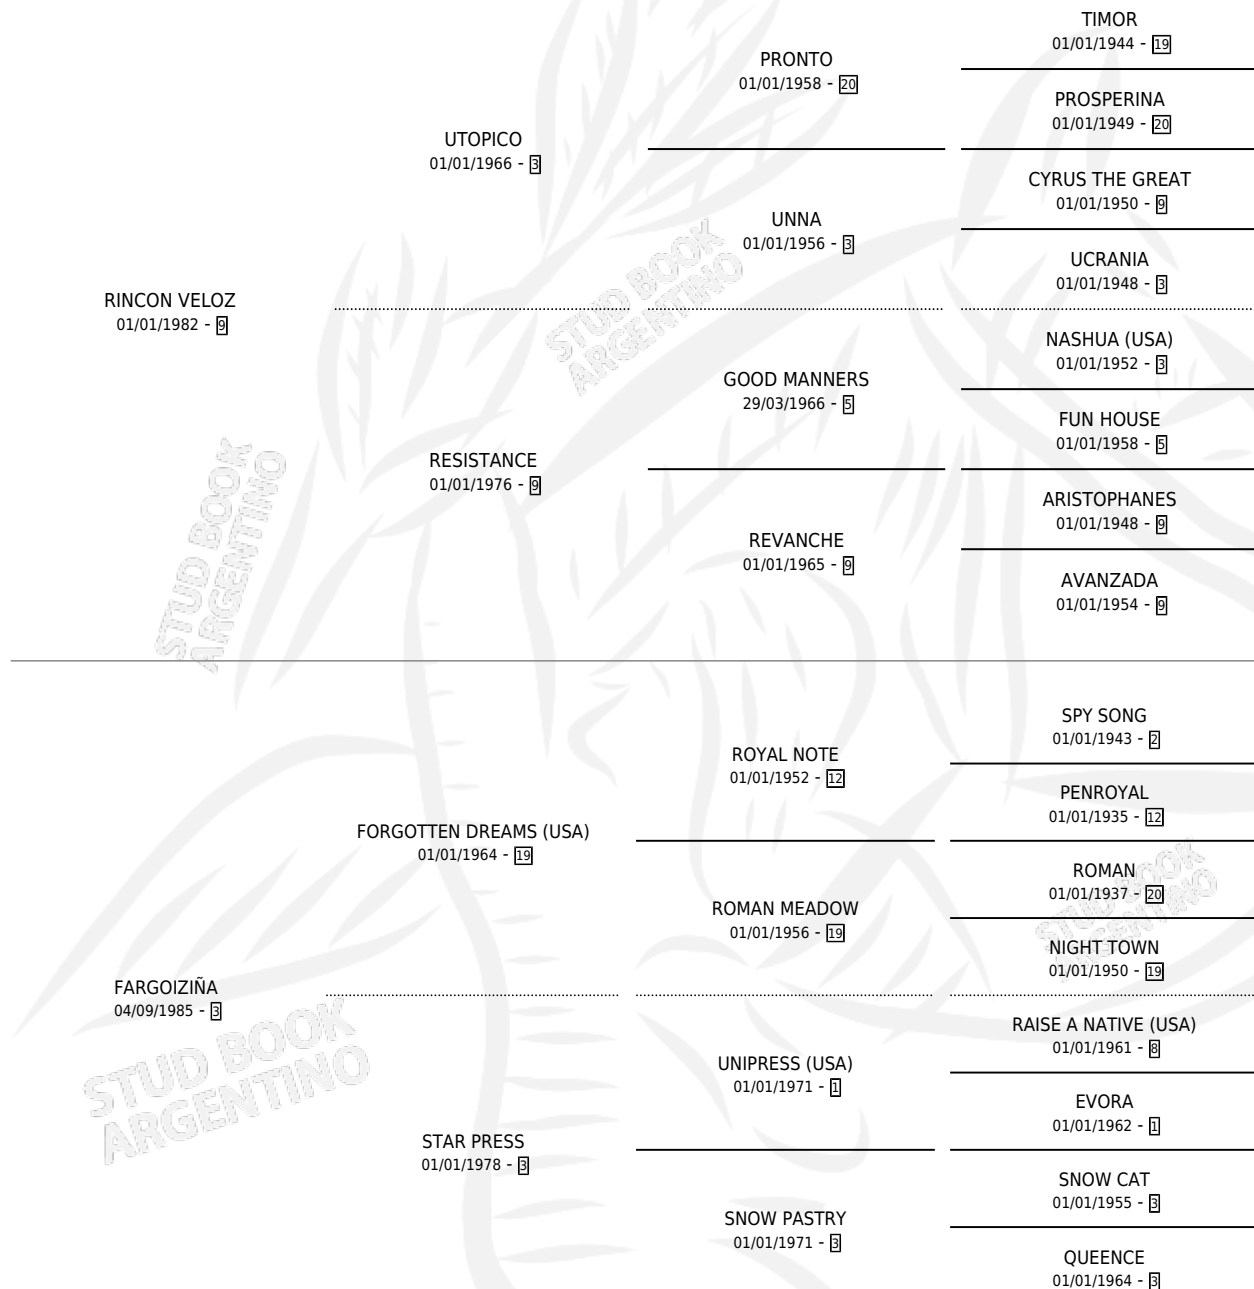 TIMOR
01/01/1944 - 19
PRONTO
01/01/1958 - 20
PROSPERINA
01/01/1949 - 20
UTOPICO
01/01/1966 - 3
CYRUS THE GREAT
01/01/1950 - 9
UNNA
01/01/1956 - 3
UCRANIA
01/01/1948 - 3
RINCON VELOZ
01/01/1982 - 9
NASHUA (USA)
01/01/1952 - 3
GOOD MANNERS
29/03/1966 - 5
FUN HOUSE
01/01/1958 - 5
RESISTANCE
01/01/1976 - 9
ARISTOPHANES
01/01/1948 - 9
REVANCHE
01/01/1965 - 9
AVANZADA
01/01/1954 - 9
SPY SONG
01/01/1943 - 2
ROYAL NOTE
01/01/1952 - 12
PENROYAL
01/01/1935 - 12
FORGOTTEN DREAMS (USA)
01/01/1964 - 19
ROMAN
01/01/1937 - 20
ROMAN MEADOW
01/01/1956 - 19
NIGHT TOWN
01/01/1950 - 19
FARGOIZIÑA
04/09/1985 - 3
RAISE A NATIVE (USA)
01/01/1961 - 8
UNIPRESS (USA)
01/01/1971 - 1
EVORA
01/01/1962 - 1
STAR PRESS
01/01/1978 - 3
SNOW CAT
01/01/1955 - 3
SNOW PASTRY
01/01/1971 - 3
QUEENCE
01/01/1964 - 3
STUD BOOK
ARGENTINO
STUD BOOK
ARGENTINO
STUD BOOK
ARGENTINO
STUD BOOK
ARGENTINO